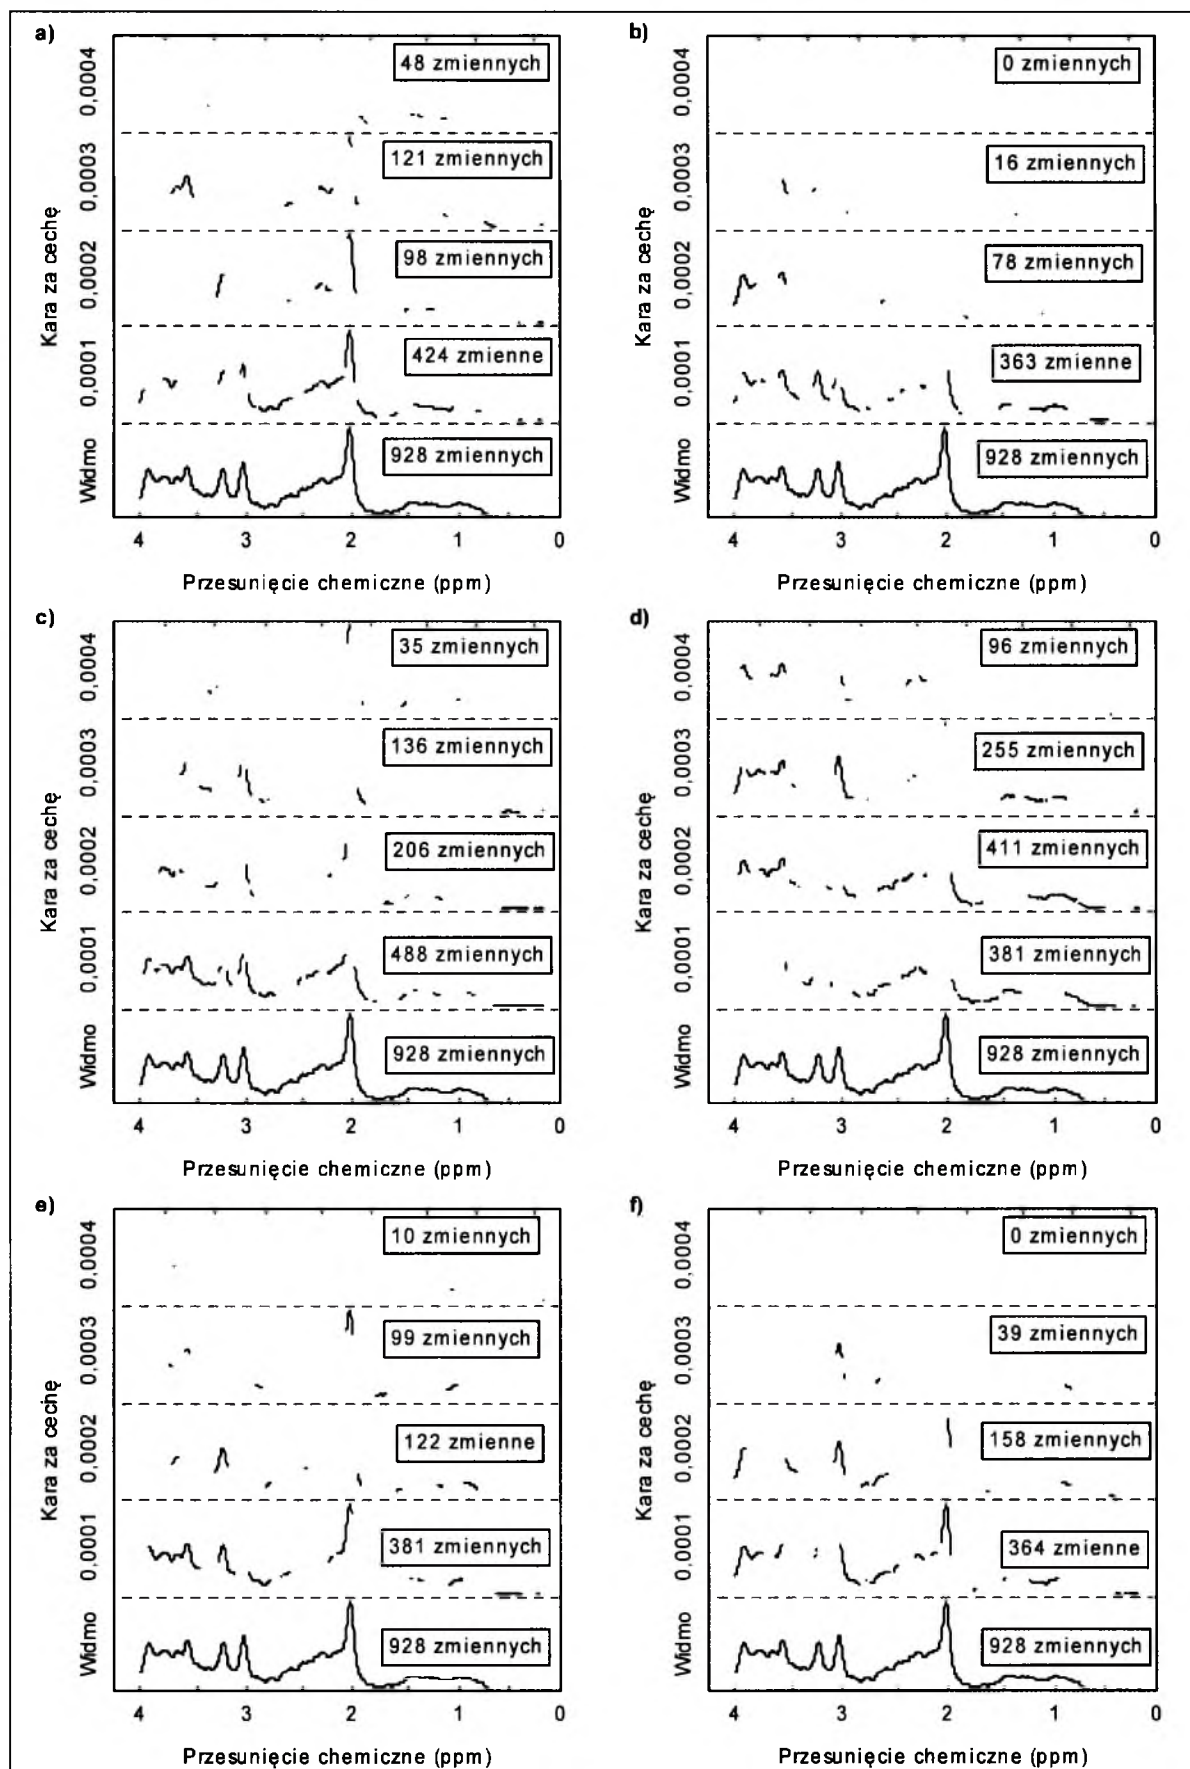 a)
48 zmiennych
121 zmiennych
98 zmiennych
424 zmienne
928 zmiennych
Kara za cechę
0,0004
0,0003
0,0002
0,0001
Widmo
4 3 2 1 0
Przesunięcie chemiczne (ppm)
b)
0 zmiennych
16 zmiennych
78 zmiennych
363 zmienne
928 zmiennych
Kara za cechę
0,0004
0,0003
0,0002
0,0001
Widmo
4 3 2 1 0
Przesunięcie chemiczne (ppm)
c)
35 zmiennych
136 zmiennych
206 zmiennych
488 zmiennych
928 zmiennych
Kara za cechę
0,0004
0,0003
0,0002
0,0001
Widmo
4 3 2 1 0
Przesunięcie chemiczne (ppm)
d)
96 zmiennych
255 zmiennych
411 zmiennych
381 zmiennych
928 zmiennych
Kara za cechę
0,0004
0,0003
0,0002
0,0001
Widmo
4 3 2 1 0
Przesunięcie chemiczne (ppm)
e)
10 zmiennych
99 zmiennych
122 zmienne
381 zmiennych
928 zmiennych
Kara za cechę
0,0004
0,0003
0,0002
0,0001
Widmo
4 3 2 1 0
Przesunięcie chemiczne (ppm)
f)
0 zmiennych
39 zmiennych
158 zmiennych
364 zmienne
928 zmiennych
Kara za cechę
0,0004
0,0003
0,0002
0,0001
Widmo
4 3 2 1 0
Przesunięcie chemiczne (ppm)